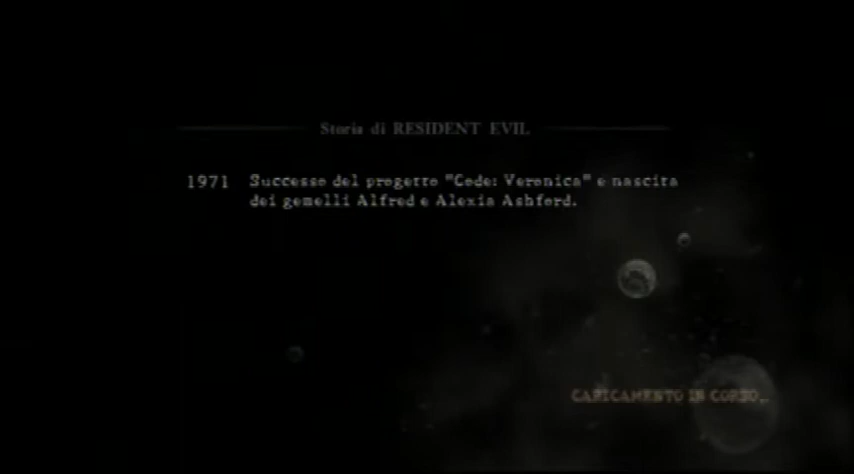 Storia di RESIDENT EVIL
1971 Successo del progetto "Code: Veronica" e nascita
dei gemelli Alfred e Alexia Ashford.
CARICAMENTO IN CORSO...